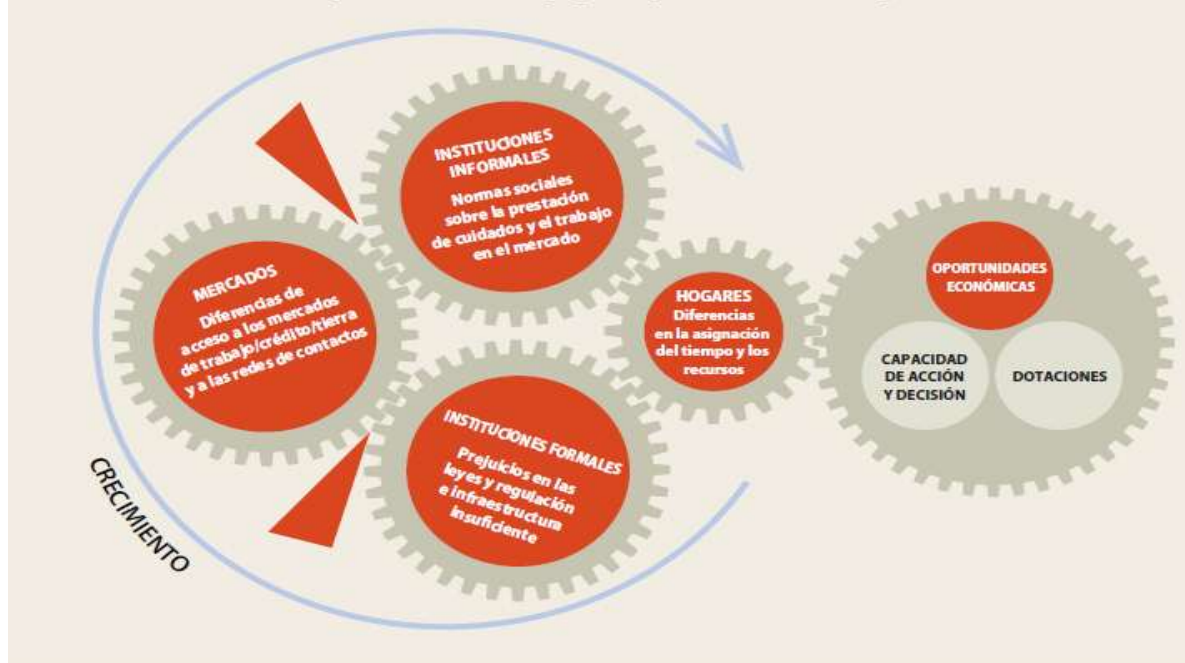 INSTITUCIONES
INFORMALES
Normas sociales
sobre la prestación
de cuidados y el trabajo
en el mercado
MERCADOS
Diferencias de
acceso a los mercados
de trabajo/crédito/tierra
y a las redes de contactos
HOGARES
Diferencias
en la asignación
del tiempo y los
recursos
OPORTUNIDADES
ECONÓMICAS
CAPACIDAD
DE ACCIÓN
Y DECISIÓN
DOTACIONES
INSTITUCIONES FORMALES
Prejuicios en las
leyes y regulación
e infraestructura
insuficiente
CRECIMIENTO